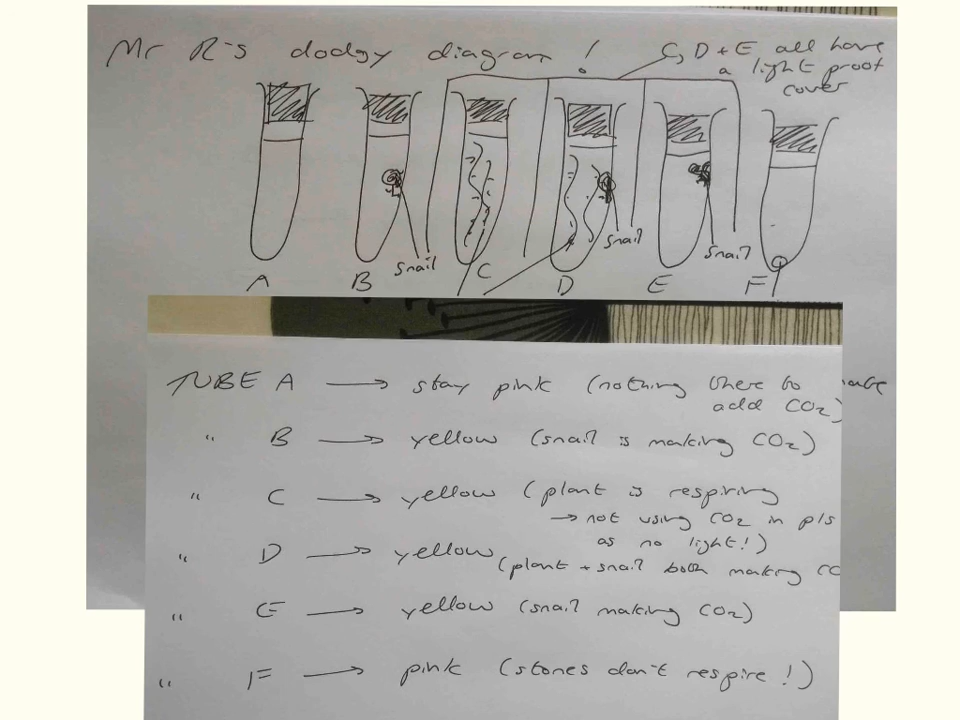 Mr R's dodgy diagram!
C, D + E all have
a light proof
cover
snail
snail
snail
A B C D E F
TUBE A → stay pink (nothing there to
add CO2)
" B → yellow (snail is making CO2)
" C → yellow (plant is respiring
→ not using CO2 in p/s
as no light!)
" D → yellow
(plant + snail both making CO
" E → yellow (snail making CO2)
" F → pink (stones don't respire!)